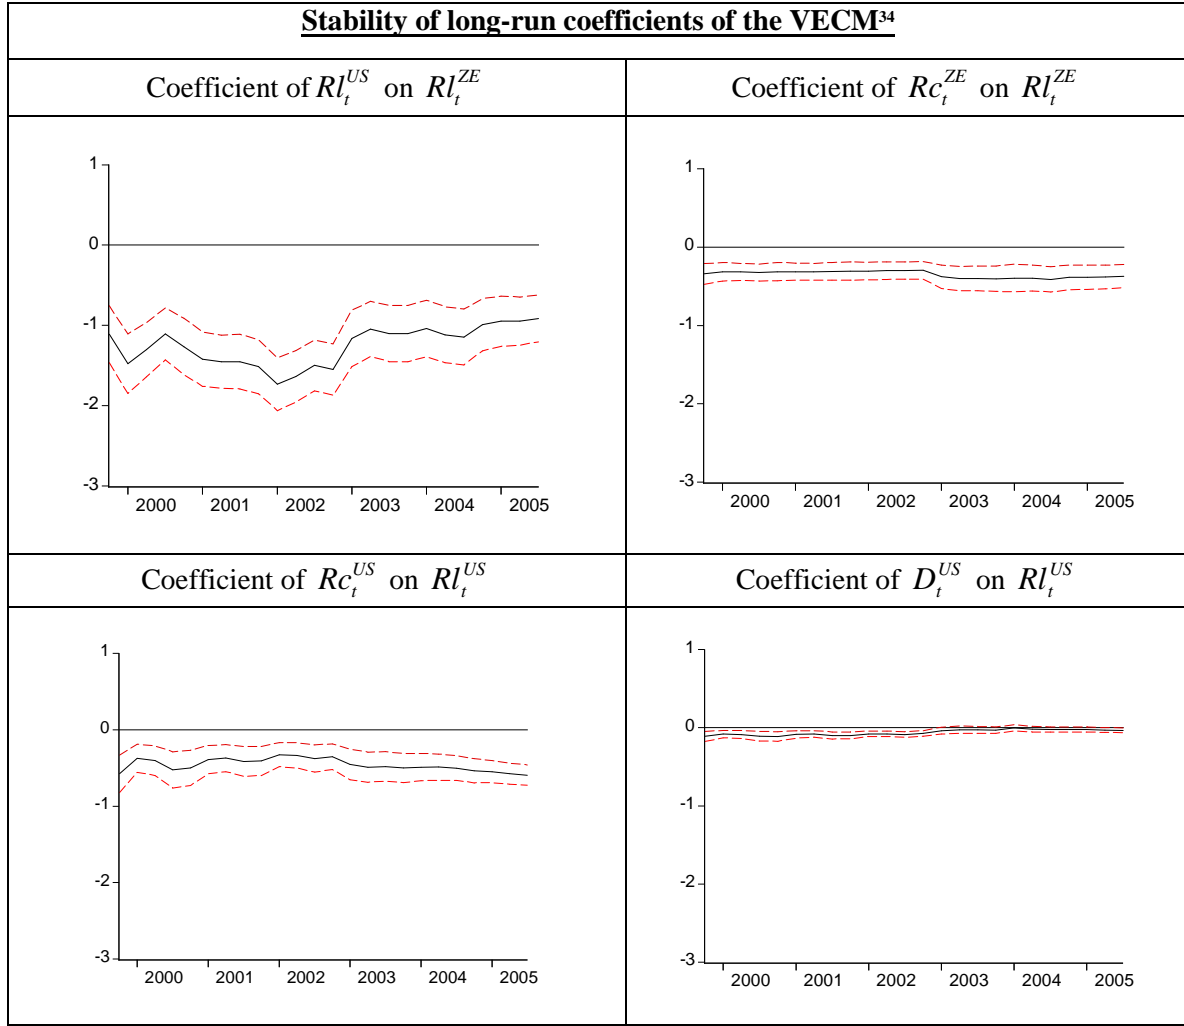 Stability of long-run coefficients of the VECM³⁴
Coefficient of Rl_t^{US} on Rl_t^{ZE}
Coefficient of Rc_t^{ZE} on Rl_t^{ZE}
1
0
-1
-2
-3
2000 2001 2002 2003 2004 2005
1
0
-1
-2
-3
2000 2001 2002 2003 2004 2005
Coefficient of Rc_t^{US} on Rl_t^{US}
Coefficient of D_t^{US} on Rl_t^{US}
1
0
-1
-2
-3
2000 2001 2002 2003 2004 2005
1
0
-1
-2
-3
2000 2001 2002 2003 2004 2005